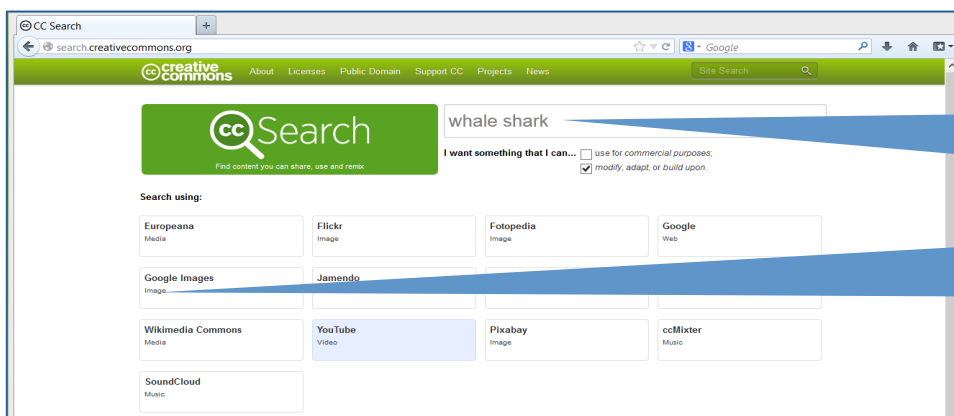 CC Search
+
search.creativecommons.org
Google
creative commons About Licenses Public Domain Support CC Projects News Site Search
cc Search
Find content you can share, use and remix
whale shark
I want something that I can... use for commercial purposes;
modify, adapt, or build upon.
Search using:
Europeana Flickr Fotopedia Google
Media Image Image Web
Google Images Jamendo
Image
Wikimedia Commons YouTube Pixabay ccMixter
Media Video Image Music
SoundCloud
Music